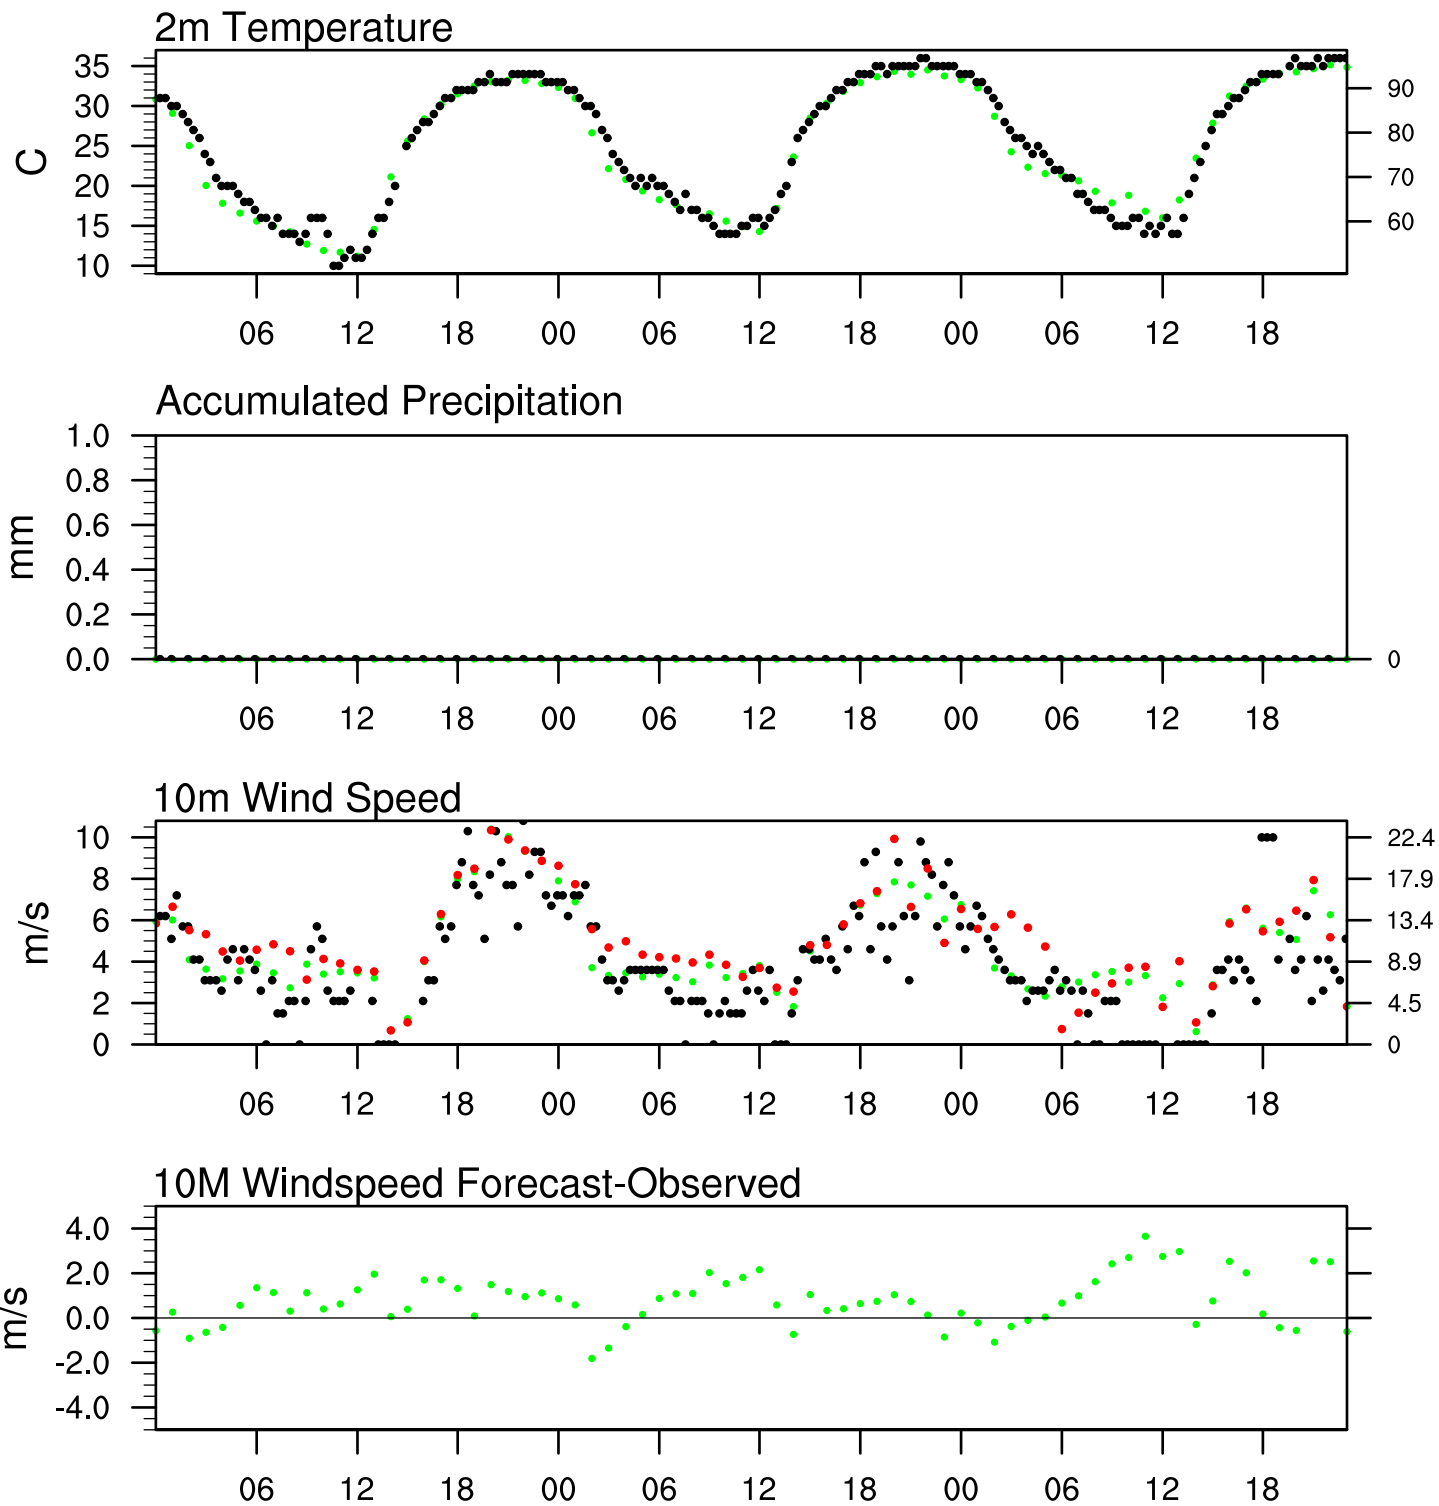 2m Temperature
35
30
25
20
15
10
C
90
80
70
60
06 12 18 00 06 12 18 00 06 12 18
Accumulated Precipitation
1.0
0.8
0.6
0.4
0.2
0.0
mm
0
06 12 18 00 06 12 18 00 06 12 18
10m Wind Speed
10
8
6
4
2
0
m/s
22.4
17.9
13.4
8.9
4.5
0
06 12 18 00 06 12 18 00 06 12 18
10M Windspeed Forecast-Observed
4.0
2.0
0.0
-2.0
-4.0
m/s
06 12 18 00 06 12 18 00 06 12 18